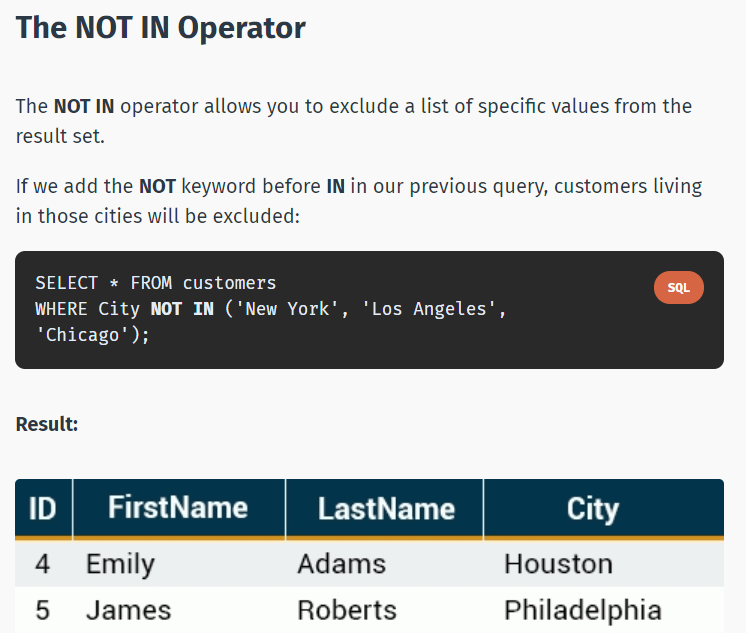 The NOT IN Operator
The NOT IN operator allows you to exclude a list of specific values from the
result set.
If we add the NOT keyword before IN in our previous query, customers living
in those cities will be excluded:
SELECT * FROM customers
SQL
WHERE City NOT IN ('New York', 'Los Angeles',
'Chicago');
Result:
ID FirstName LastName City
4 Emily Adams Houston
5 James Roberts Philadelphia